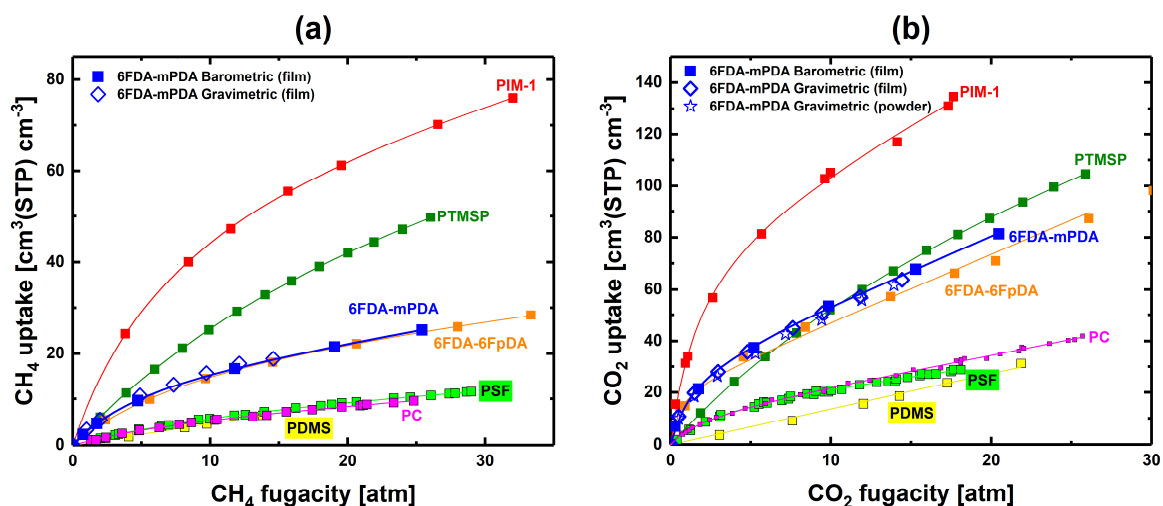 (a)
CH₄ uptake [cm³(STP) cm⁻³]
80
60
40
20
0
6FDA-mPDA Barometric (film)
6FDA-mPDA Gravimetric (film)
PIM-1
PTMSP
6FDA-mPDA
6FDA-6FpDA
PSF
PC
PDMS
0 10 20 30
CH₄ fugacity [atm]
(b)
CO₂ uptake [cm³(STP) cm⁻³]
140
120
100
80
60
40
20
0
6FDA-mPDA Barometric (film)
6FDA-mPDA Gravimetric (film)
6FDA-mPDA Gravimetric (powder)
PIM-1
PTMSP
6FDA-mPDA
6FDA-6FpDA
PC
PSF
PDMS
0 10 20 30
CO₂ fugacity [atm]